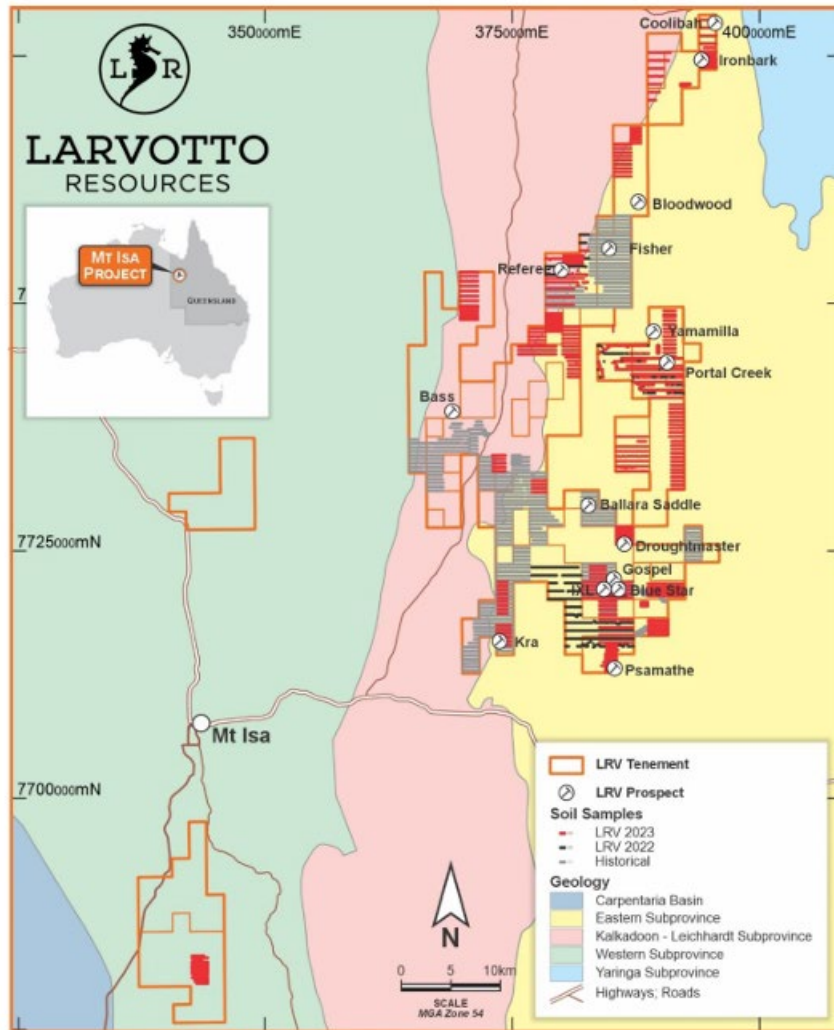 350000mE
375000mE
400000mE
L R
LARVOTTO
RESOURCES
MT ISA
PROJECT
QUEENSLAND
Coolibah
Ironbark
Bloodwood
Fisher
Referee
Yamamilla
Portal Creek
Bass
Ballara Saddle
7725000mN
Droughtmaster
Gospel
IXL
Blue Star
Kra
Psamathe
Mt Isa
7700000mN
N
0 5 10km
SCALE
MGA Zone 54
LRV Tenement
LRV Prospect
Soil Samples
LRV 2023
LRV 2022
Historical
Geology
Carpentaria Basin
Eastern Subprovince
Kalkadoon - Leichhardt Subprovince
Western Subprovince
Yaringa Subprovince
Highways; Roads